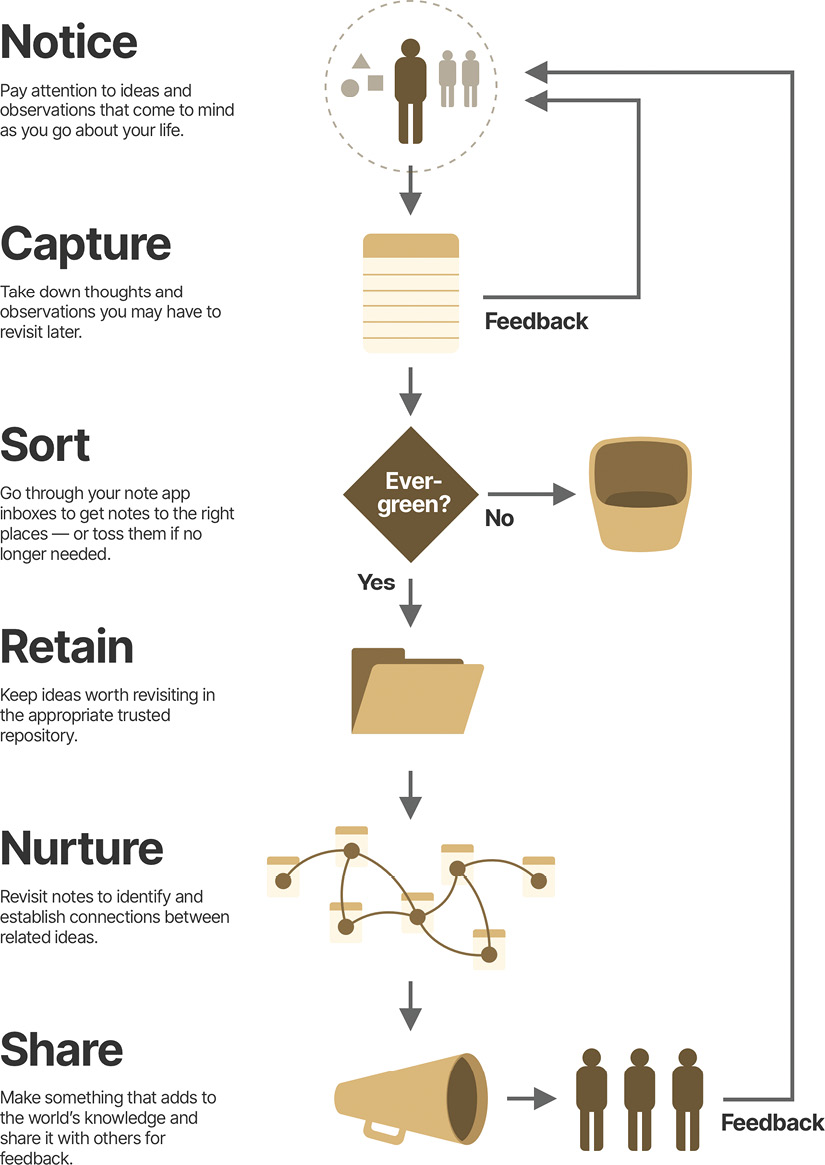 Notice
Pay attention to ideas and
observations that come to mind
as you go about your life.
Capture
Take down thoughts and
observations you may have to
revisit later.
Feedback
Sort
Go through your note app
inboxes to get notes to the right
places — or toss them if no
longer needed.
Ever-
green?
No
Yes
Retain
Keep ideas worth revisiting in
the appropriate trusted
repository.
Nurture
Revisit notes to identify and
establish connections between
related ideas.
Share
Make something that adds to
the world’s knowledge and
share it with others for
feedback.
Feedback